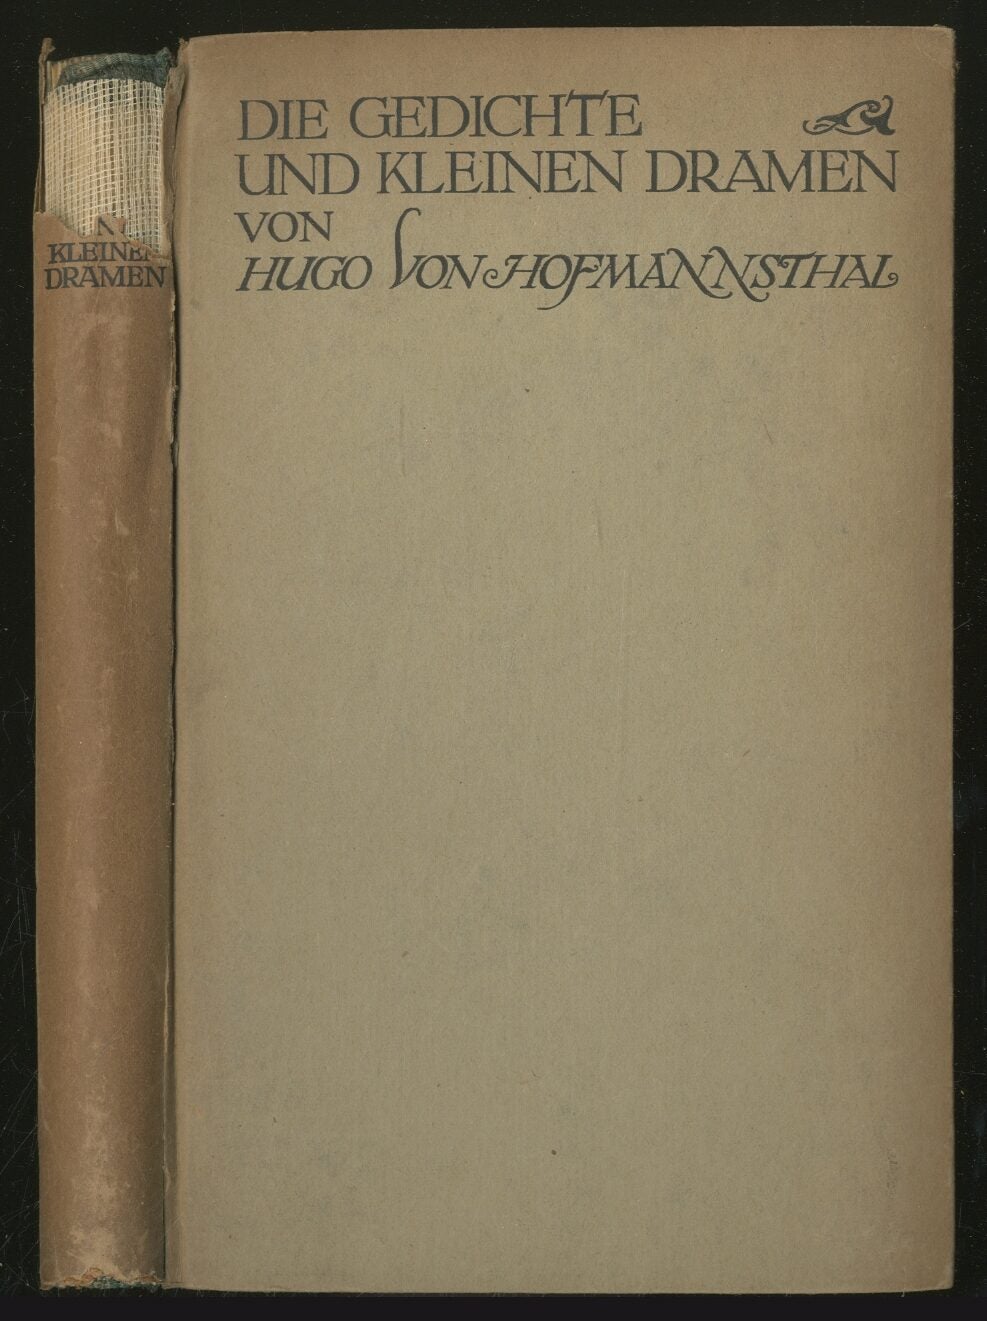 DIE GEDICHTE
UND KLEINEN DRAMEN
VON
HUGO VON HOFMANNSTHAL
KLEINEN
DRAMEN